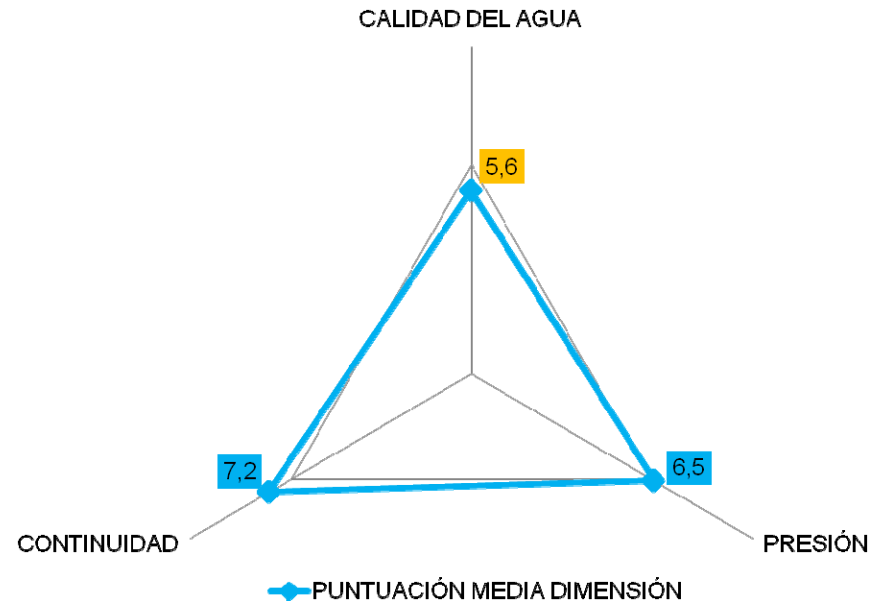 CALIDAD DEL AGUA
5,6
7,2
6,5
CONTINUIDAD
PRESIÓN
PUNTUACIÓN MEDIA DIMENSIÓN